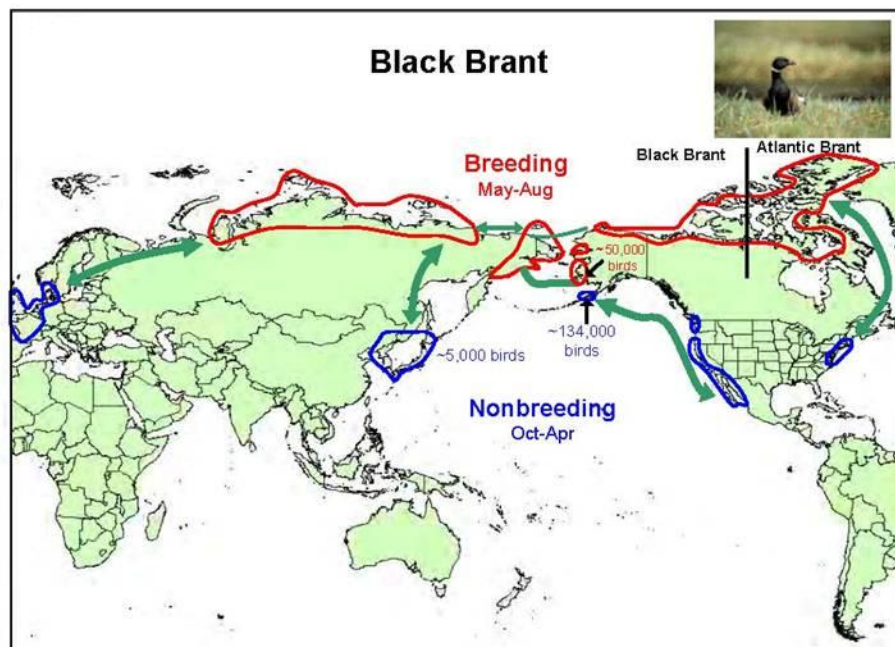 Black Brant
Black Brant
Atlantic Brant
Breeding
May-Aug
~50,000
birds
~134,000
birds
~5,000 birds
Nonbreeding
Oct-Apr